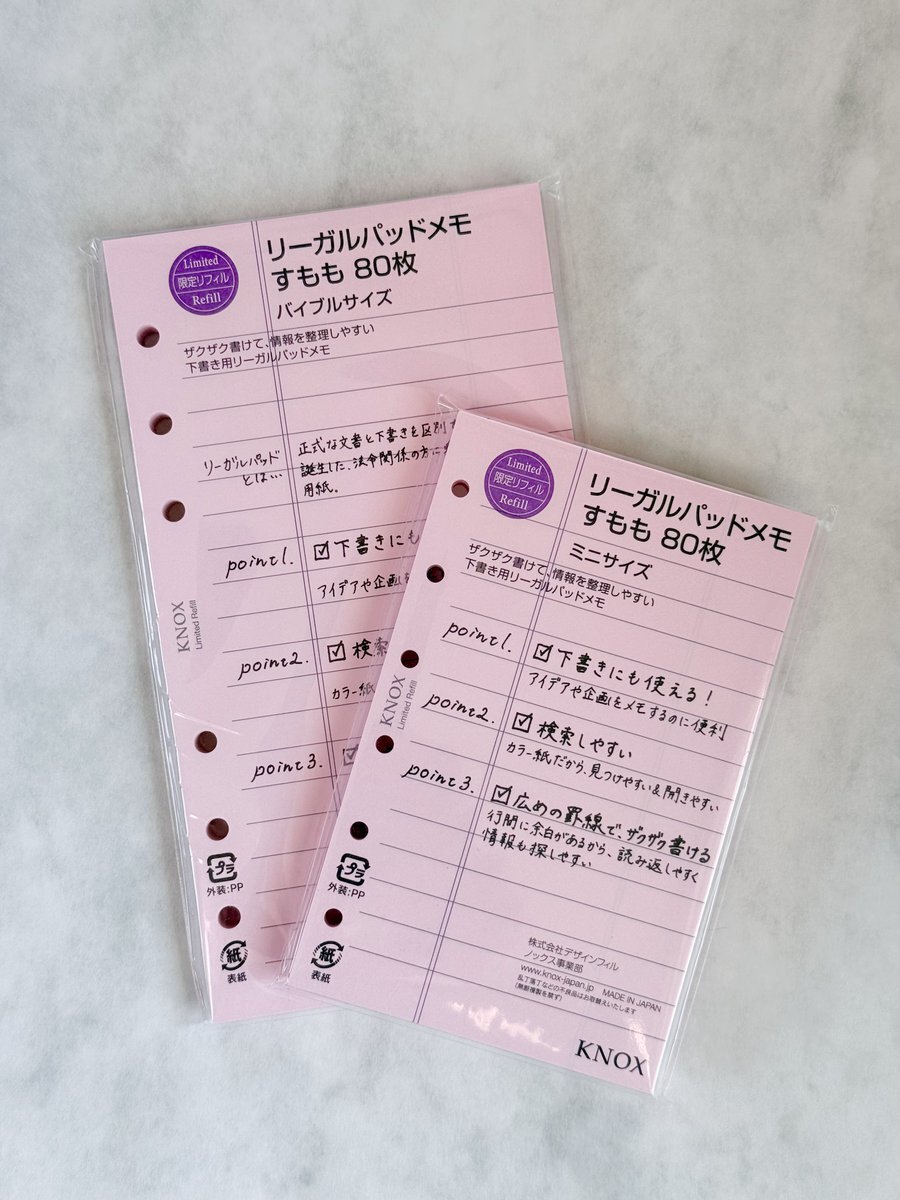 Limited
限定リフィル
Refill
リーガルパッドメモ
すもも 80枚
バイブルサイズ
ザクザク書けて、情報を整理しやすい
下書き用リーガルパッドメモ
リーガルパッド
とは…
正式な文書と下書きを区別
誕生した、法令関係の方に
用紙。
point1.
☑下書きにも
アイデアや企画
point2.
☑検索
カラー紙
point3.
KNOX
Limited Refill
プラ
外装:PP
紙
表紙
Limited
限定リフィル
Refill
リーガルパッドメモ
すもも 80枚
ミニサイズ
ザクザク書けて、情報を整理しやすい
下書き用リーガルパッドメモ
point1.
☑下書きにも使える！
アイデアや企画をメモするのに便利
point2.
☑検索しやすい
カラー紙だから、見つけやすい&開きやすい
point3.
☑広めの罫線で、ザクザク書ける
行間に余白があるから、読み返しやすく
情報も探しやすい
KNOX
Limited Refill
プラ
外装:PP
紙
表紙
株式会社デザインフィル
ノックス事業部
www.knox-japan.jp MADE IN JAPAN
乱丁落丁などの不良品はお取替えいたします
(無断複製を禁ず)
KNOX